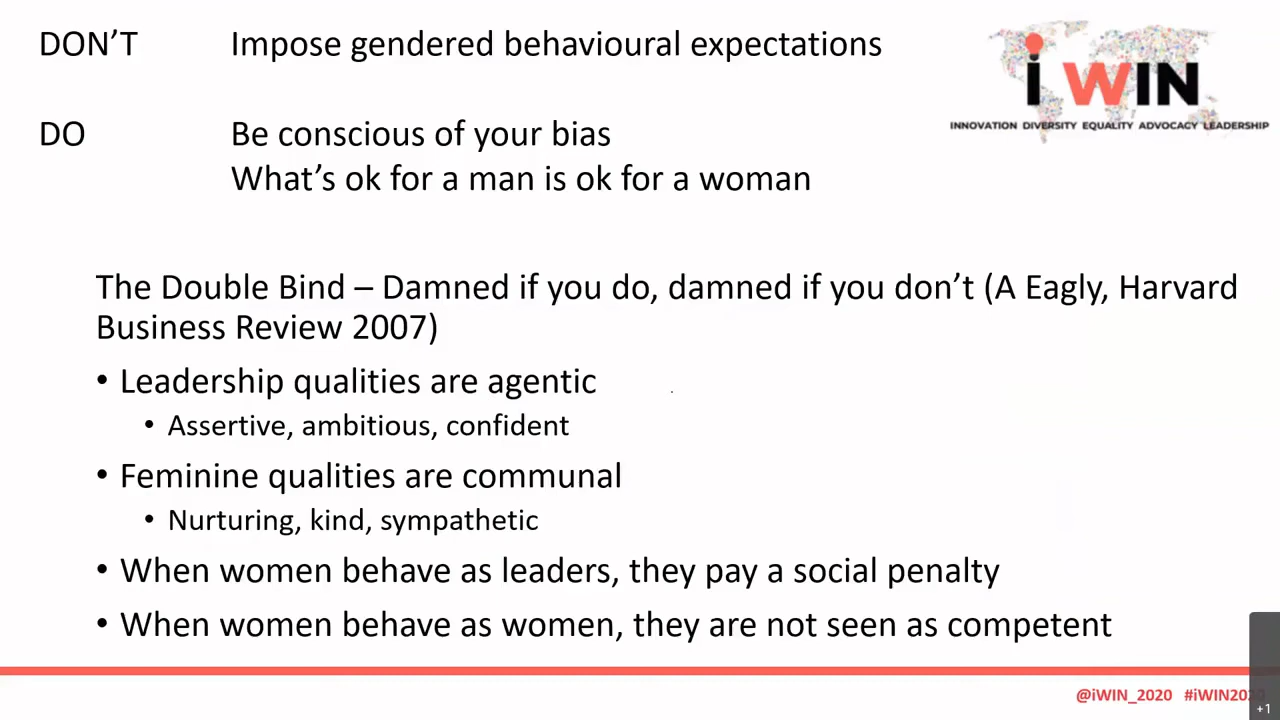 DON'T Impose gendered behavioural expectations
i WIN
INNOVATION DIVERSITY EQUALITY ADVOCACY LEADERSHIP
DO Be conscious of your bias
What's ok for a man is ok for a woman
The Double Bind – Damned if you do, damned if you don't (A Eagly, Harvard
Business Review 2007)
• Leadership qualities are agentic
• Assertive, ambitious, confident
• Feminine qualities are communal
• Nurturing, kind, sympathetic
• When women behave as leaders, they pay a social penalty
• When women behave as women, they are not seen as competent
@iWIN_2020 #iWIN2020
+1